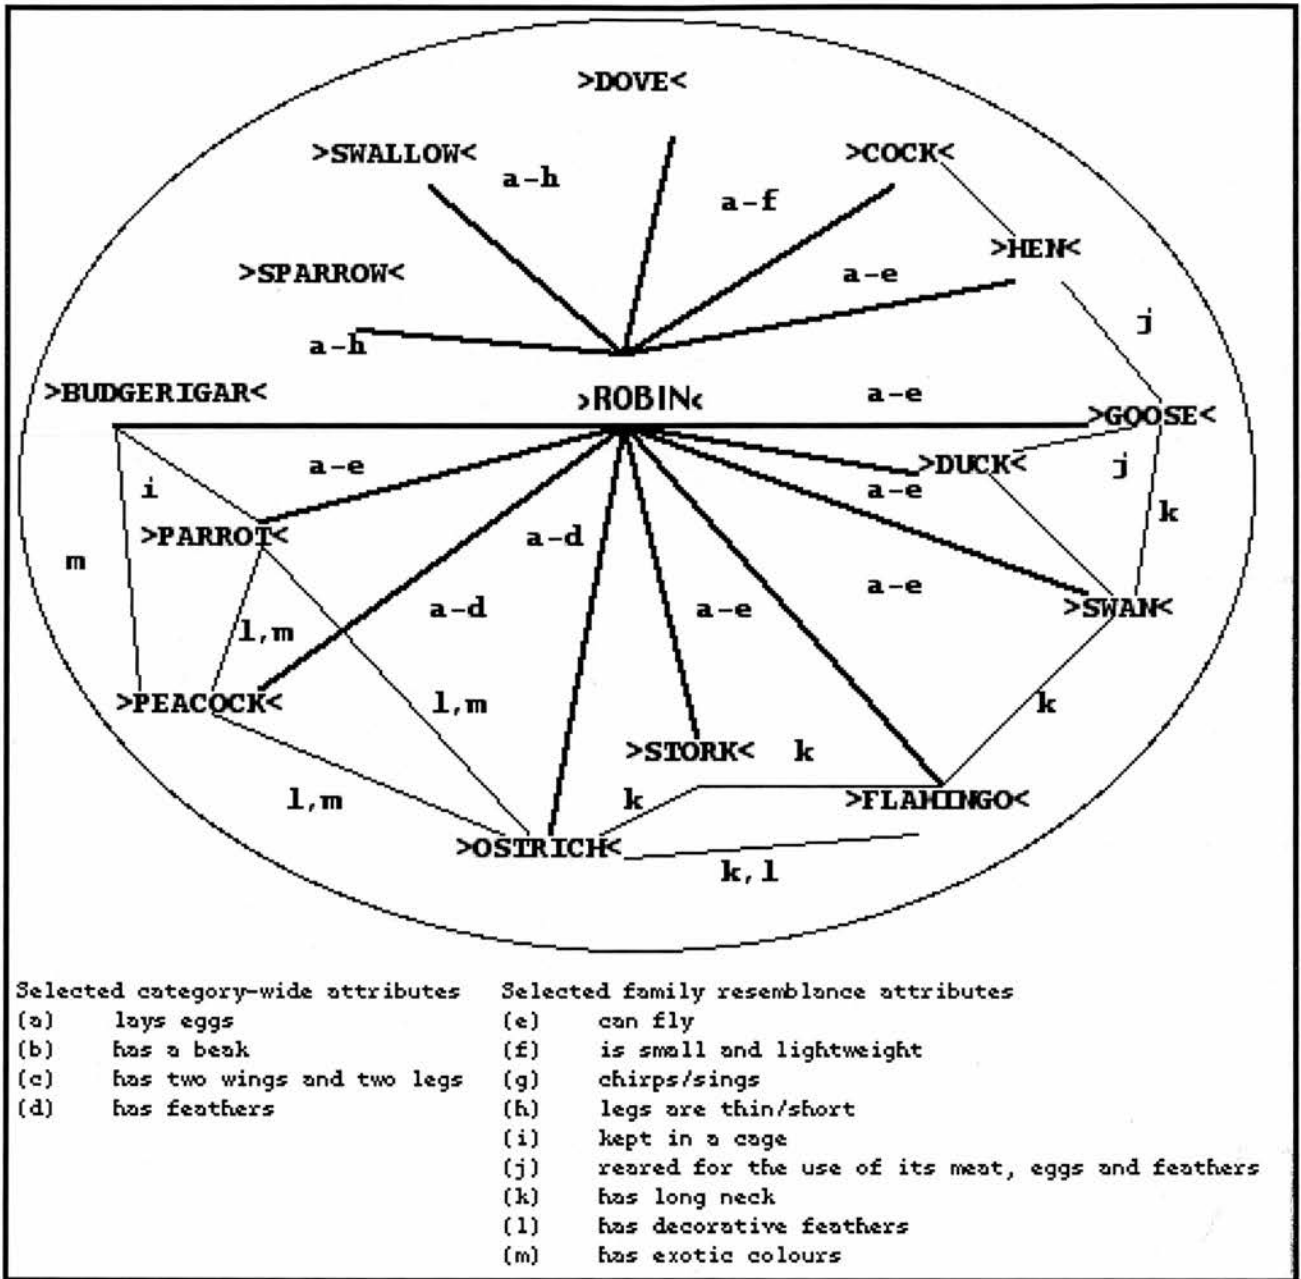 >DOVE<
>SWALLOW<
>COCK<
a-h
a-f
>HEN<
>SPARROW<
a-e
j
a-h
>BUDGERIGAR<
>ROBIN<
a-e
>GOOSE<
a-e
>DUCK<
j
i
a-e
k
>PARROT<
a-d
m
a-e
a-d
a-e
>SWAN<
l,m
>PEACOCK<
l,m
k
>STORK<
k
l,m
k
>FLAMINGO<
>OSTRICH<
k,l
Selected category-wide attributes
(a) lays eggs
(b) has a beak
(c) has two wings and two legs
(d) has feathers
Selected family resemblance attributes
(e) can fly
(f) is small and lightweight
(g) chirps/sings
(h) legs are thin/short
(i) kept in a cage
(j) reared for the use of its meat, eggs and feathers
(k) has long neck
(l) has decorative feathers
(m) has exotic colours